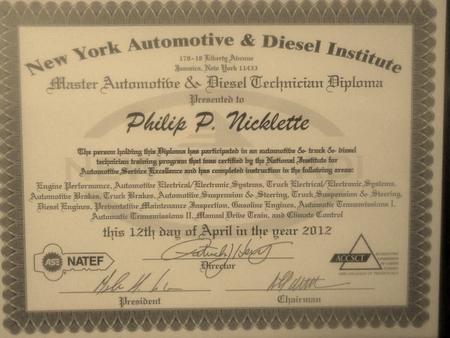 New York Automotive & Diesel Institute
178-18 Liberty Avenue
Jamaica, New York 11433
Master Automotive & Diesel Technician Diploma
Presented to
Philip P. Nicklette
The person holding this Diploma has participated in an automotive & truck & diesel
technician training program that was certified by the National Institute for
Automotive Service Excellence and has completed instruction in the following areas:
Engine Performance, Automotive Electrical/Electronic Systems, Truck Electrical/Electronic Systems,
Automotive Brakes, Truck Brakes, Automotive Suspension & Steering, Truck Suspension & Steering,
Diesel Engines, Preventative Maintenance Inspection, Gasoline Engines, Automatic Transmissions I,
Automatic Transmissions II, Manual Drive Train, and Climate Control
this 12th day of April in the year 2012
Director
President
Chairman
ASE NATEF
ACCSCT